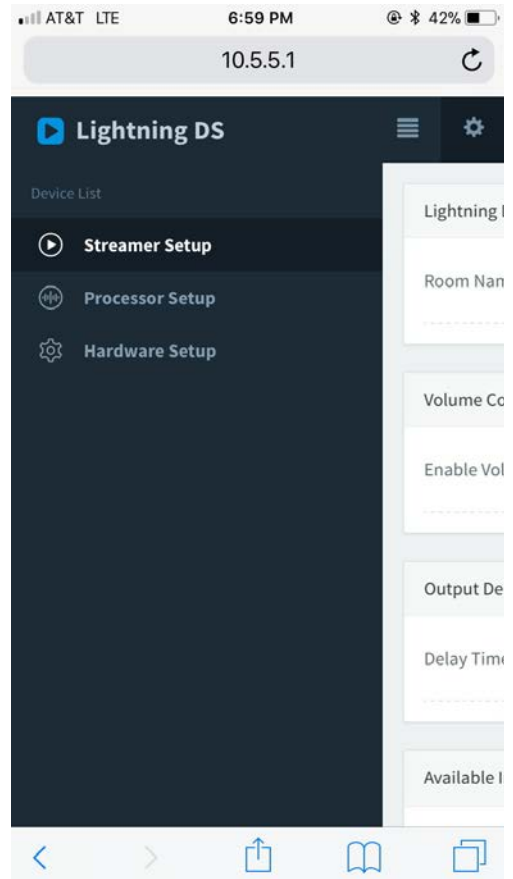 AT&T LTE 6:59 PM 42%
10.5.5.1
Lightning DS
Device List
Streamer Setup
Processor Setup
Hardware Setup
Lightning
Room Nan
Volume Co
Enable Vol
Output De
Delay Time
Available I